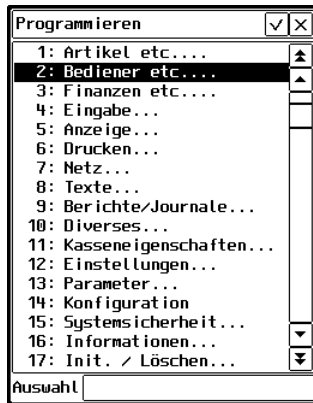 Programmieren
1: Artikel etc....
2: Bediener etc....
3: Finanzen etc....
4: Eingabe...
5: Anzeige...
6: Drucken...
7: Netz...
8: Texte...
9: Berichte/Journale...
10: Diverses...
11: Kasseneigenschaften...
12: Einstellungen...
13: Parameter...
14: Konfiguration
15: Systemsicherheit...
16: Informationen...
17: Init. / Löschen...
Auswahl